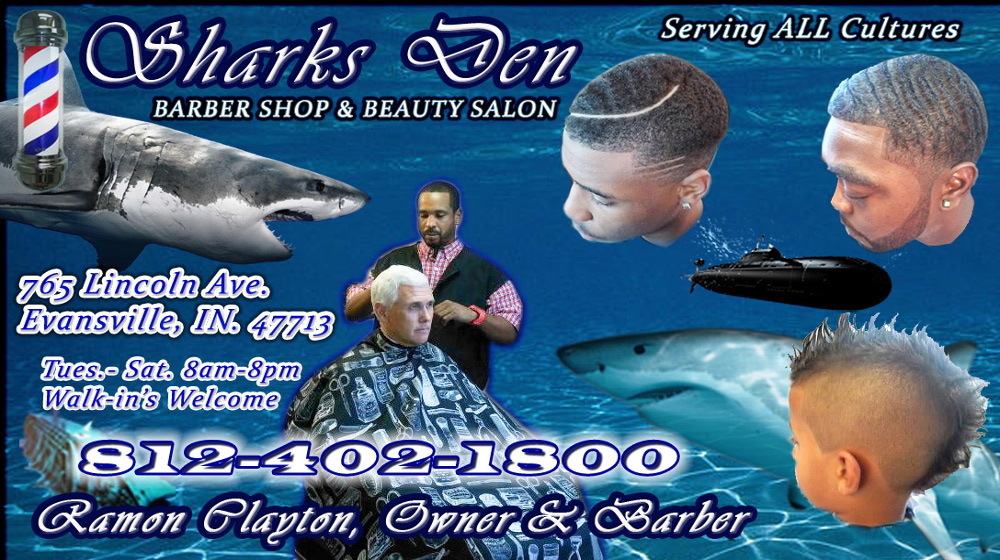 Sharks Den
BARBER SHOP & BEAUTY SALON
Serving ALL Cultures
765 Lincoln Ave.
Evansville, IN. 47713
Tues.- Sat. 8am-8pm
Walk-in's Welcome
812-402-1800
Ramon Clayton, Owner & Barber